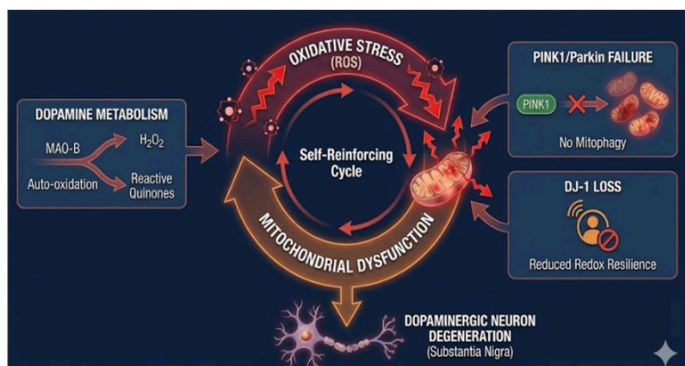 OXIDATIVE STRESS
(ROS)
DOPAMINE METABOLISM
MAO-B
H₂O₂
Auto-oxidation
Reactive
Quinones
Self-Reinforcing
Cycle
PINK1/Parkin FAILURE
PINK1
No Mitophagy
DJ-1 LOSS
Reduced Redox Resilience
MITOCHONDRIAL DYSFUNCTION
DOPAMINERGIC NEURON
DEGENERATION
(Substantia Nigra)